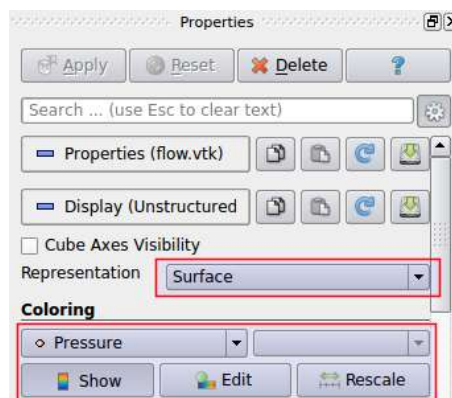 Properties
Apply Reset Delete ?
Search ... (use Esc to clear text)
Properties (flow.vtk)
Display (Unstructured
Cube Axes Visibility
Representation Surface
Coloring
Pressure
Show Edit Rescale